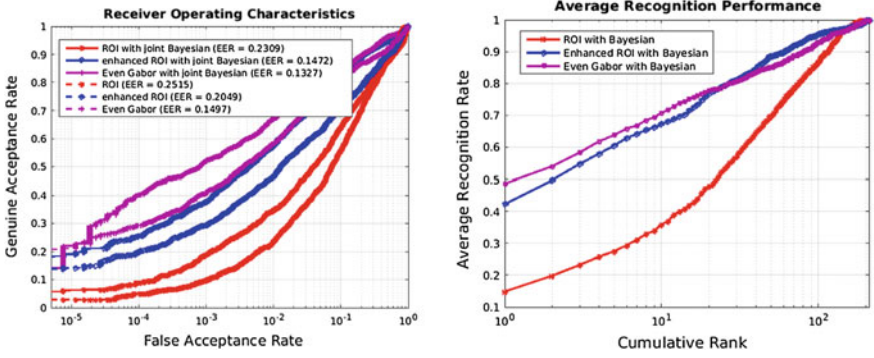 Receiver Operating Characteristics
ROI with joint Bayesian (EER = 0.2309)
enhanced ROI with joint Bayesian (EER = 0.1472)
Even Gabor with joint Bayesian (EER = 0.1327)
ROI (EER = 0.2515)
enhanced ROI (EER = 0.2049)
Even Gabor (EER = 0.1497)
Genuine Acceptance Rate
1
0.9
0.8
0.7
0.6
0.5
0.4
0.3
0.2
0.1
0
10-5
10-4
10-3
10-2
10-1
100
False Acceptance Rate
Average Recognition Performance
ROI with Bayesian
Enhanced ROI with Bayesian
Even Gabor with Bayesian
Average Recognition Rate
1
0.9
0.8
0.7
0.6
0.5
0.4
0.3
0.2
0.1
100
101
102
Cumulative Rank